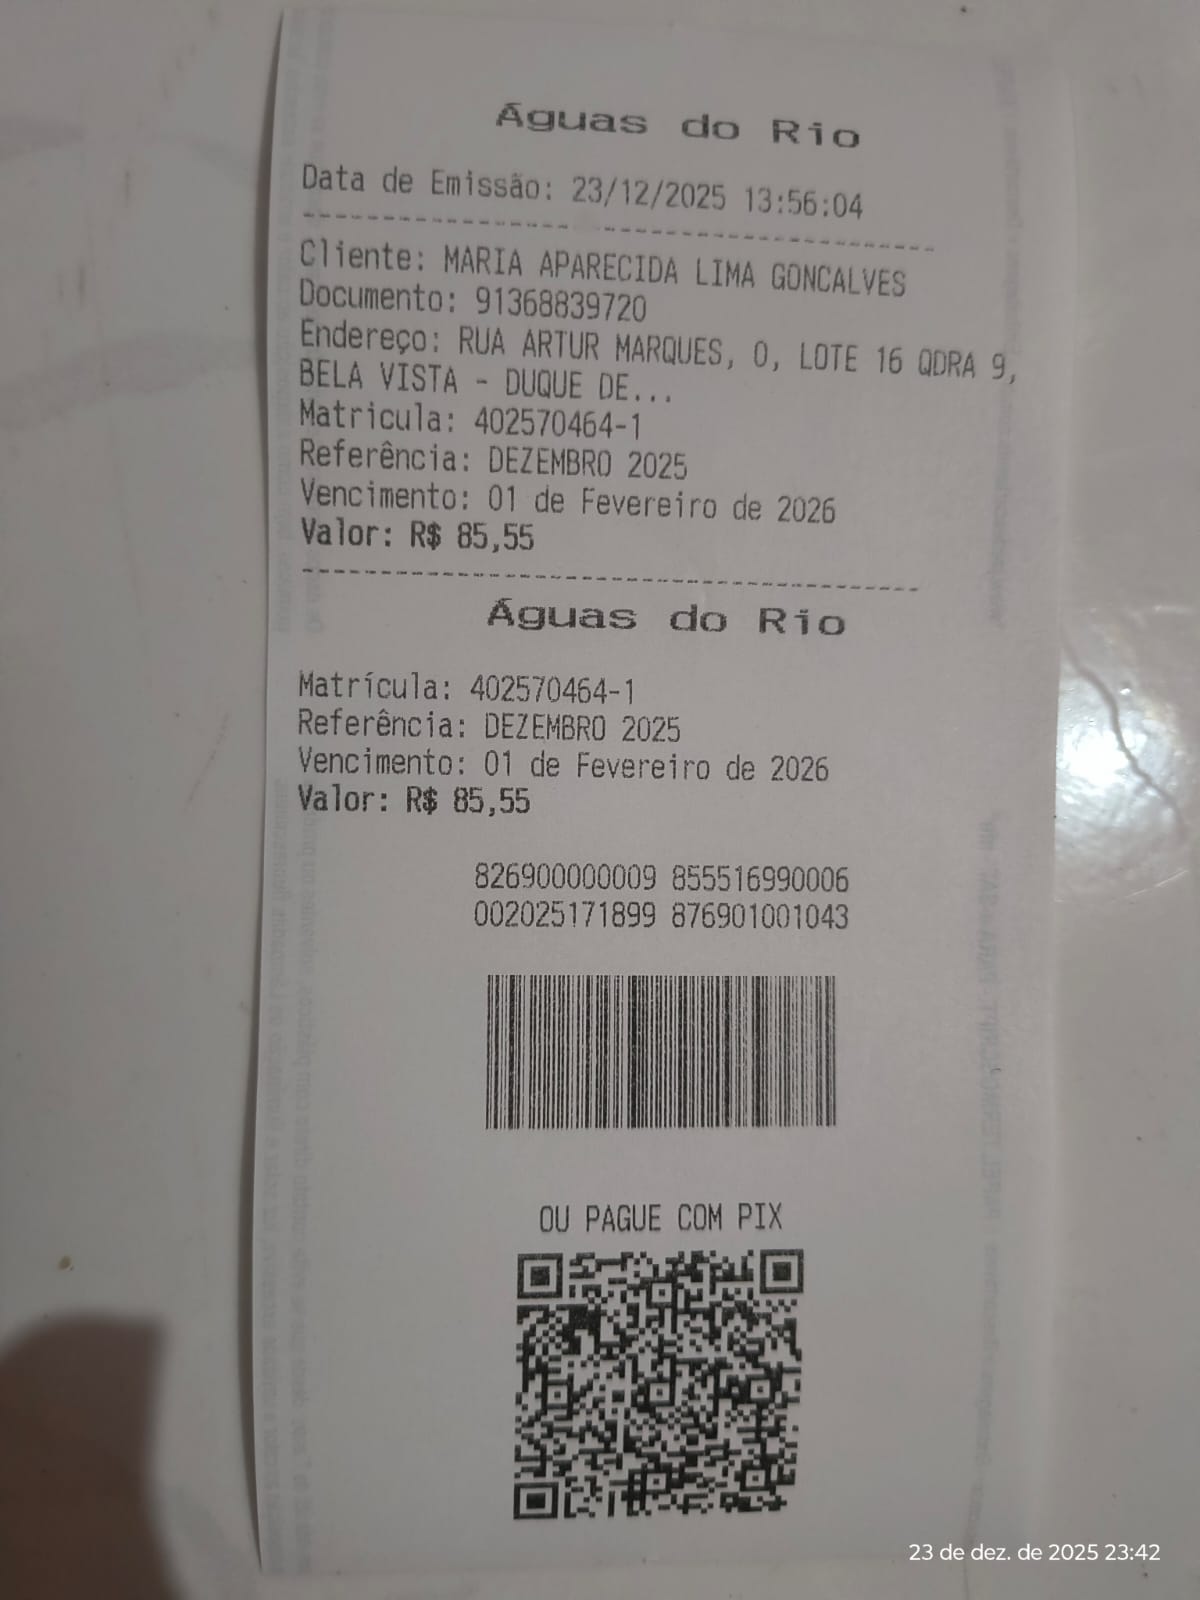 Águas do Rio
Data de Emissão: 23/12/2025 13:56:04
Cliente: MARIA APARECIDA LIMA GONCALVES
Documento: 91368839720
Endereço: RUA ARTUR MARQUES, 0, LOTE 16 QDRA 9,
BELA VISTA - DUQUE DE...
Matricula: 402570464-1
Referência: DEZEMBRO 2025
Vencimento: 01 de Fevereiro de 2026
Valor: R$ 85,55
Águas do Rio
Matrícula: 402570464-1
Referência: DEZEMBRO 2025
Vencimento: 01 de Fevereiro de 2026
Valor: R$ 85,55
826900000009 855516990006
002025171899 876901001043
OU PAGUE COM PIX
23 de dez. de 2025 23:42